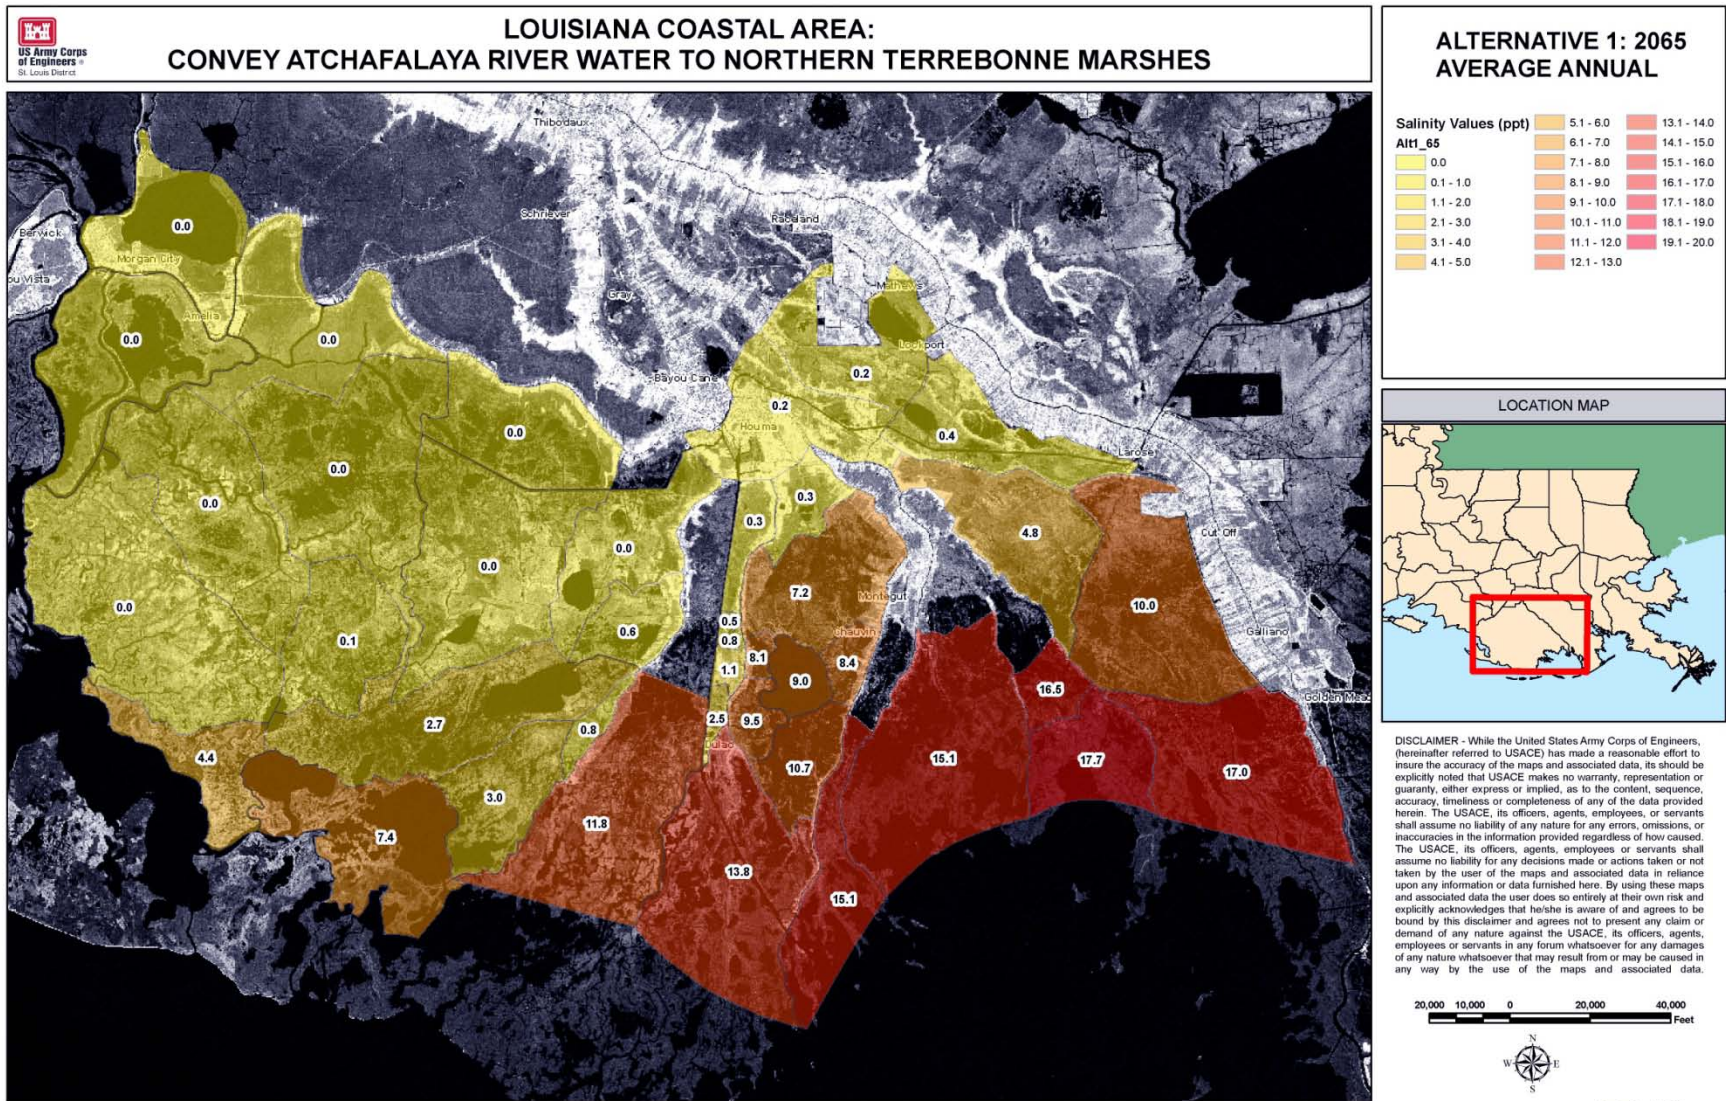 US Army Corps
of Engineers ®
St. Louis District
LOUISIANA COASTAL AREA:
CONVEY ATCHAFALAYA RIVER WATER TO NORTHERN TERREBONNE MARSHES
ALTERNATIVE 1: 2065
AVERAGE ANNUAL
Salinity Values (ppt)
Alt1_65
0.0
0.1 - 1.0
1.1 - 2.0
2.1 - 3.0
3.1 - 4.0
4.1 - 5.0
5.1 - 6.0
6.1 - 7.0
7.1 - 8.0
8.1 - 9.0
9.1 - 10.0
10.1 - 11.0
11.1 - 12.0
12.1 - 13.0
13.1 - 14.0
14.1 - 15.0
15.1 - 16.0
16.1 - 17.0
17.1 - 18.0
18.1 - 19.0
19.1 - 20.0
Thibodaux
Schriever
Raceland
0.0
Berwick
Morgan City
ou Vista
Gray
Mathews
Amelia
0.0
0.0
Lockport
Bayou Cane
0.2
0.2
Houma
0.0
0.4
Larose
0.0
0.0
0.3
0.3
4.8
Cut Off
0.0
0.0
7.2
Montegut
0.0
10.0
0.5
0.6
Chauvin
Galliano
0.1
0.8
8.1
8.4
1.1
9.0
16.5
Golden Mead
2.7
0.8
2.5
9.5
Dulac
4.4
10.7
15.1
17.7
17.0
3.0
11.8
7.4
13.8
15.1
LOCATION MAP
DISCLAIMER - While the United States Army Corps of Engineers,
(hereinafter referred to USACE) has made a reasonable effort to
insure the accuracy of the maps and associated data, its should be
explicitly noted that USACE makes no warranty, representation or
guaranty, either express or implied, as to the content, sequence,
accuracy, timeliness or completeness of any of the data provided
herein. The USACE, its officers, agents, employees, or servants
shall assume no liability of any nature for any errors, omissions, or
inaccuracies in the information provided regardless of how caused.
The USACE, its officers, agents, employees or servants shall
assume no liability for any decisions made or actions taken or not
taken by the user of the maps and associated data in reliance
upon any information or data furnished here. By using these maps
and associated data the user does so entirely at their own risk and
explicitly acknowledges that he/she is aware of and agrees to be
bound by this disclaimer and agrees not to present any claim or
demand of any nature against the USACE, its officers, agents,
employees or servants in any forum whatsoever for any damages
of any nature whatsoever that may result from or may be caused in
any way by the use of the maps and associated data.
20,000 10,000 0 20,000 40,000
Feet
N
W E
S